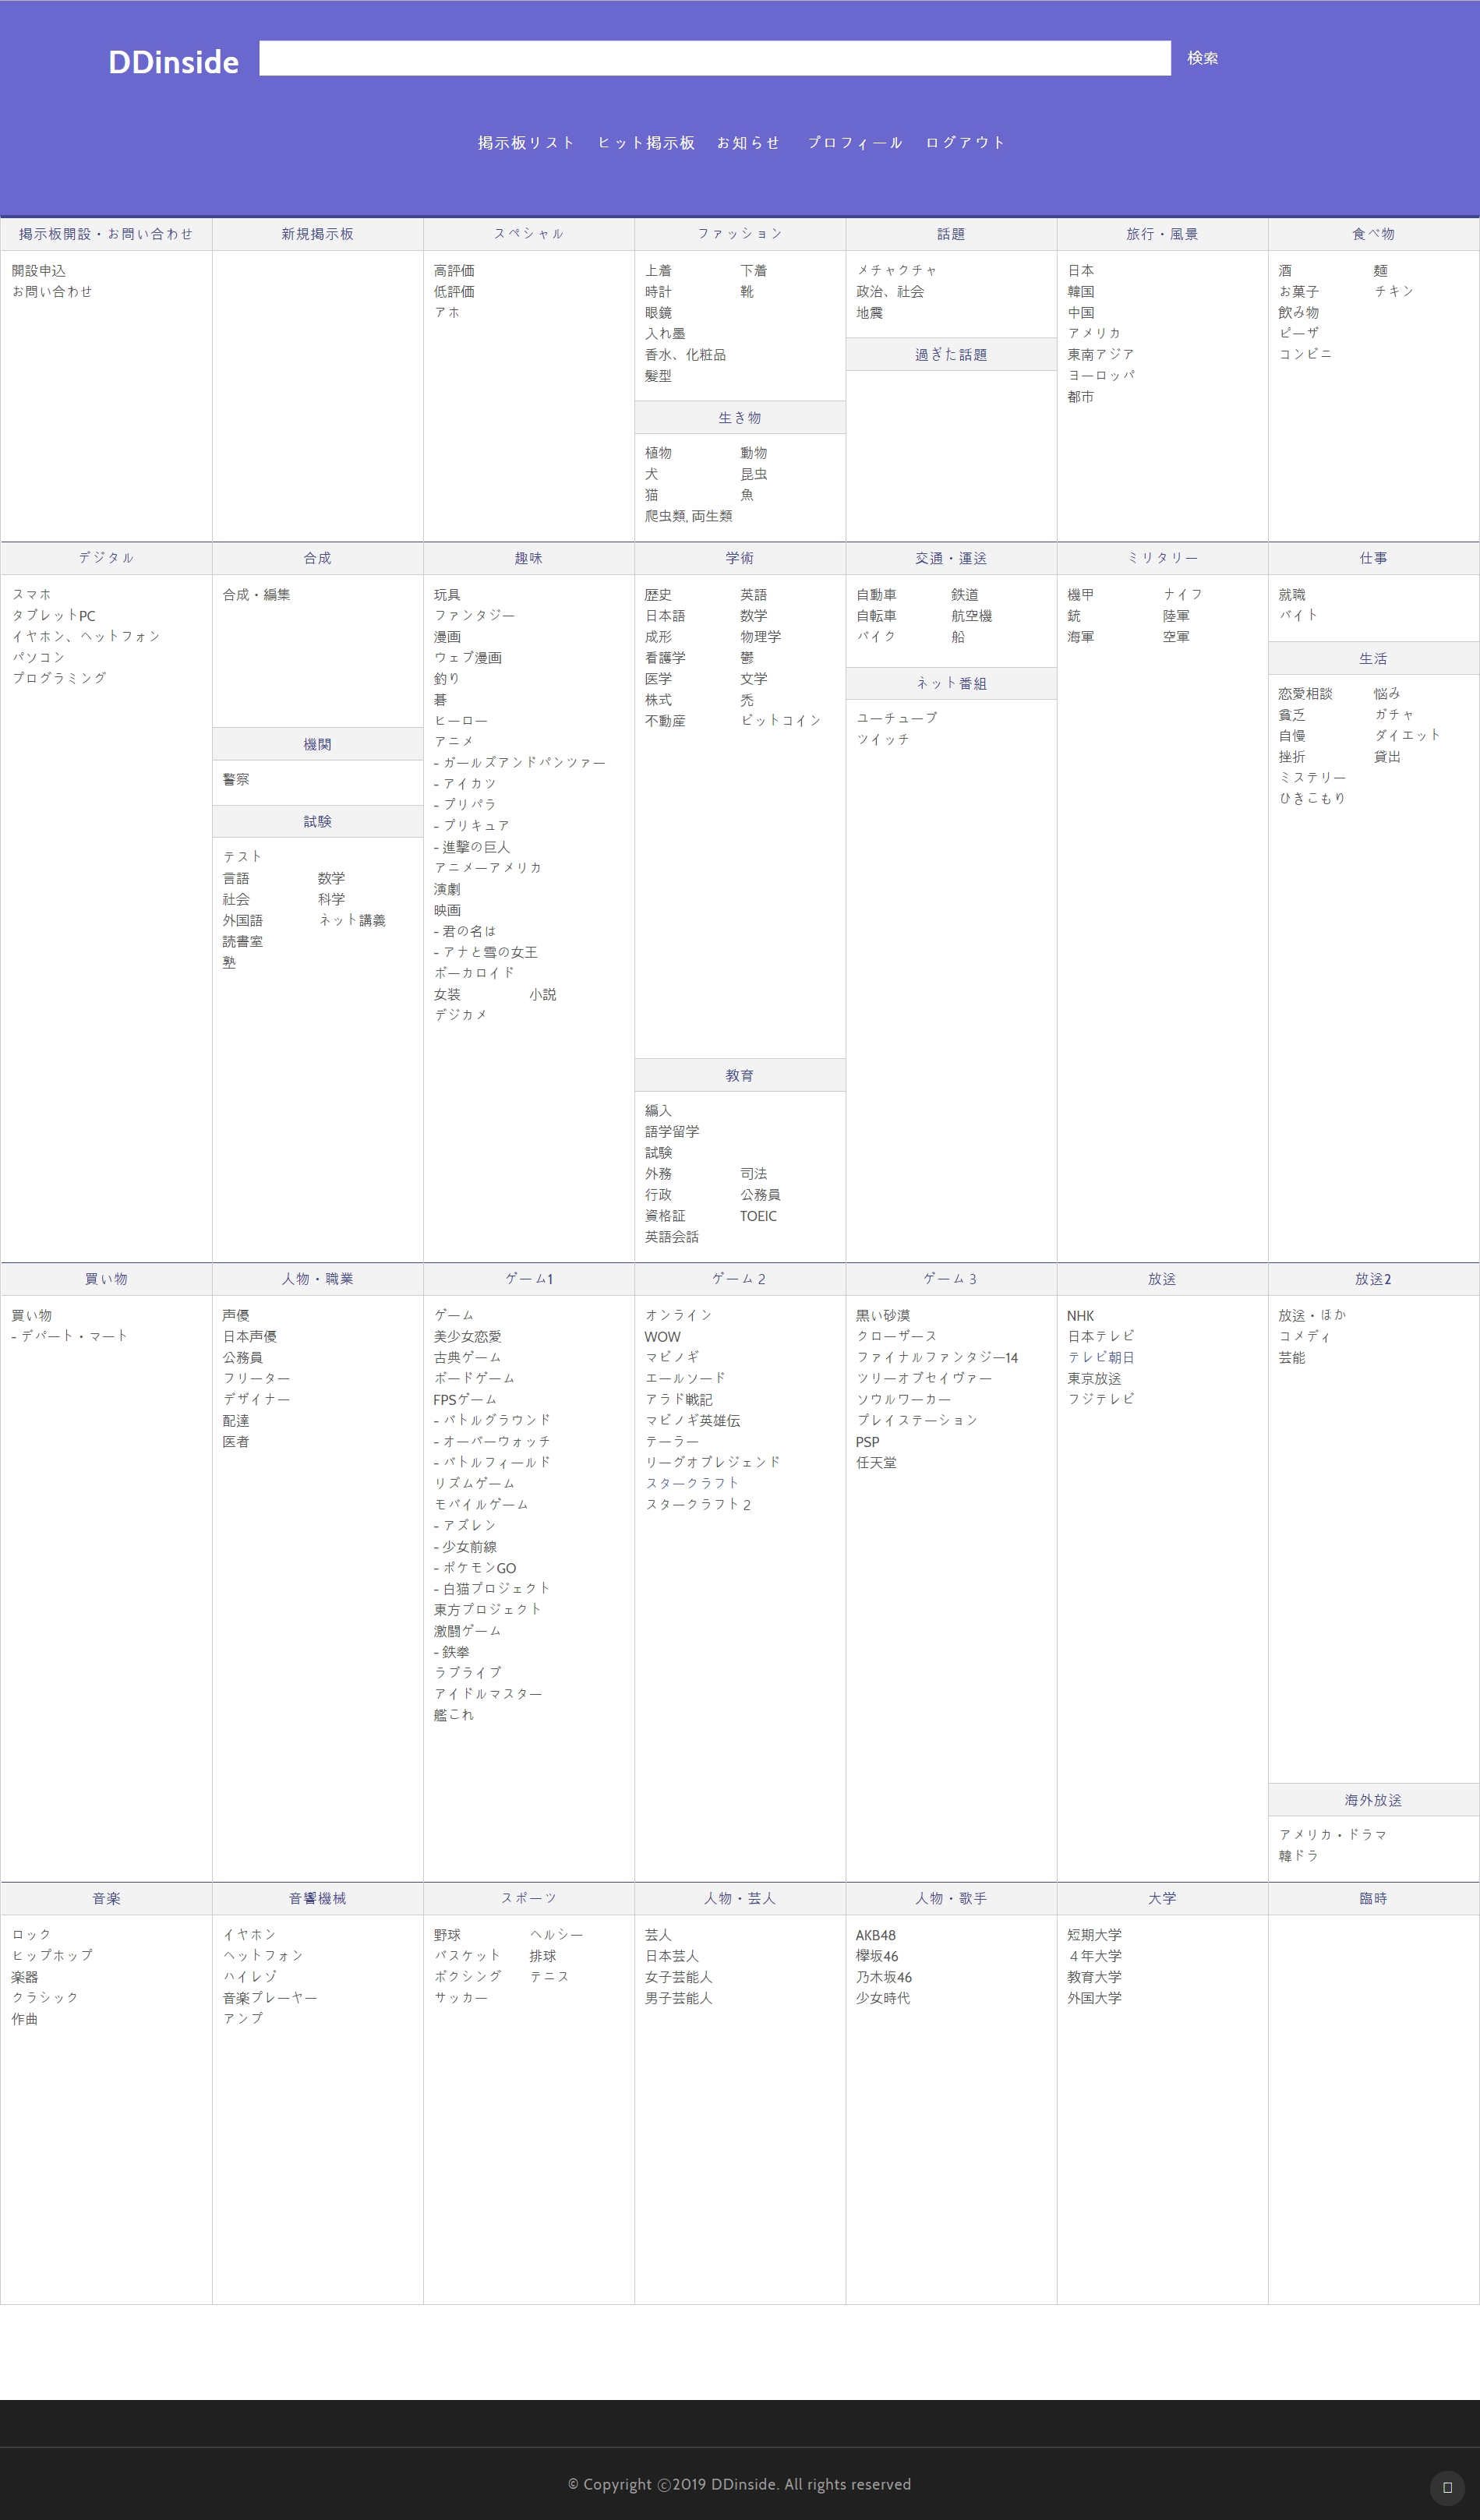 DDinside
検索
掲示板リスト ヒット掲示板 お知らせ プロフィール ログアウト
掲示板開設・お問い合わせ
開設申込
お問い合わせ
新規掲示板
スペシャル
高評価
低評価
アホ
ファッション
上着 下着
時計 靴
眼鏡
入れ墨
香水、化粧品
髪型
生き物
植物 動物
犬 昆虫
猫 魚
爬虫類, 両生類
話題
メチャクチャ
政治、社会
地震
過ぎた話題
旅行・風景
日本
韓国
中国
アメリカ
東南アジア
ヨーロッパ
都市
食べ物
酒 麺
お菓子 チキン
飲み物
ピーザ
コンビニ
デジタル
スマホ
タブレットPC
イヤホン、ヘットフォン
パソコン
プログラミング
合成
合成・編集
機関
警察
試験
テスト
言語 数学
社会 科学
外国語 ネット講義
読書室
塾
趣味
玩具
ファンタジー
漫画
ウェブ漫画
釣り
碁
ヒーロー
アニメ
- ガールズアンドパンツァー
- アイカツ
- プリパラ
- プリキュア
- 進撃の巨人
アニメーアメリカ
演劇
映画
- 君の名は
- アナと雪の女王
ボーカロイド
女装 小説
デジカメ
学術
歴史 英語
日本語 数学
成形 物理学
看護学 鬱
医学 文学
株式 禿
不動産 ビットコイン
教育
編入
語学留学
試験
外務 司法
行政 公務員
資格証 TOEIC
英語会話
交通・運送
自動車 鉄道
自転車 航空機
バイク 船
ネット番組
ユーチューブ
ツイッチ
ミリタリー
機甲 ナイフ
銃 陸軍
海軍 空軍
仕事
就職
バイト
生活
恋愛相談 悩み
貧乏 ガチャ
自慢 ダイエット
挫折 貸出
ミステリー
ひきこもり
買い物
買い物
- デパート・マート
人物・職業
声優
日本声優
公務員
フリーター
デザイナー
配達
医者
ゲーム1
ゲーム
美少女恋愛
古典ゲーム
ボードゲーム
FPSゲーム
- バトルグラウンド
- オーバーウォッチ
- バトルフィールド
リズムゲーム
モバイルゲーム
- アズレン
- 少女前線
- ポケモンGO
- 白猫プロジェクト
東方プロジェクト
激闘ゲーム
- 鉄拳
ラブライブ
アイドルマスター
艦これ
ゲーム２
オンライン
WOW
マビノギ
エールソード
アラド戦記
マビノギ英雄伝
テーラー
リーグオブレジェンド
スタークラフト
スタークラフト２
ゲーム３
黒い砂漠
クローザース
ファイナルファンタジー14
ツリーオブセイヴァー
ソウルワーカー
プレイステーション
PSP
任天堂
放送
NHK
日本テレビ
テレビ朝日
東京放送
フジテレビ
放送2
放送・ほか
コメディ
芸能
海外放送
アメリカ・ドラマ
韓ドラ
音楽
ロック
ヒップホップ
楽器
クラシック
作曲
音響機械
イヤホン
ヘットフォン
ハイレゾ
音楽プレーヤー
アンプ
スポーツ
野球 ヘルシー
バスケット 排球
ボクシング テニス
サッカー
人物・芸人
芸人
日本芸人
女子芸能人
男子芸能人
人物・歌手
AKB48
欅坂46
乃木坂46
少女時代
大学
短期大学
４年大学
教育大学
外国大学
臨時
© Copyright ⓒ2019 DDinside. All rights reserved